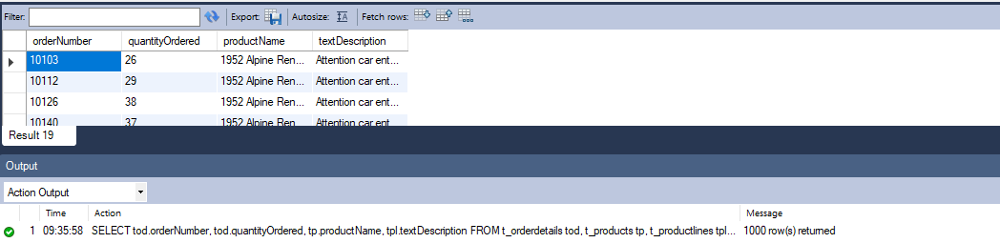 Filter: Export: Autosize: Fetch rows:
orderNumber quantityOrdered productName textDescription
10103 26 1952 Alpine Ren... Attention car ent...
10112 29 1952 Alpine Ren... Attention car ent...
10126 38 1952 Alpine Ren... Attention car ent...
10140 37 1952 Alpine Ren... Attention car ent...
Result 19
Output
Action Output
Time Action Message
1 09:35:58 SELECT tod.orderNumber, tod.quantityOrdered, tp.productName, tpl.textDescription FROM t_orderdetails tod, t_products tp, t_productlines tpl... 1000 row(s) returned